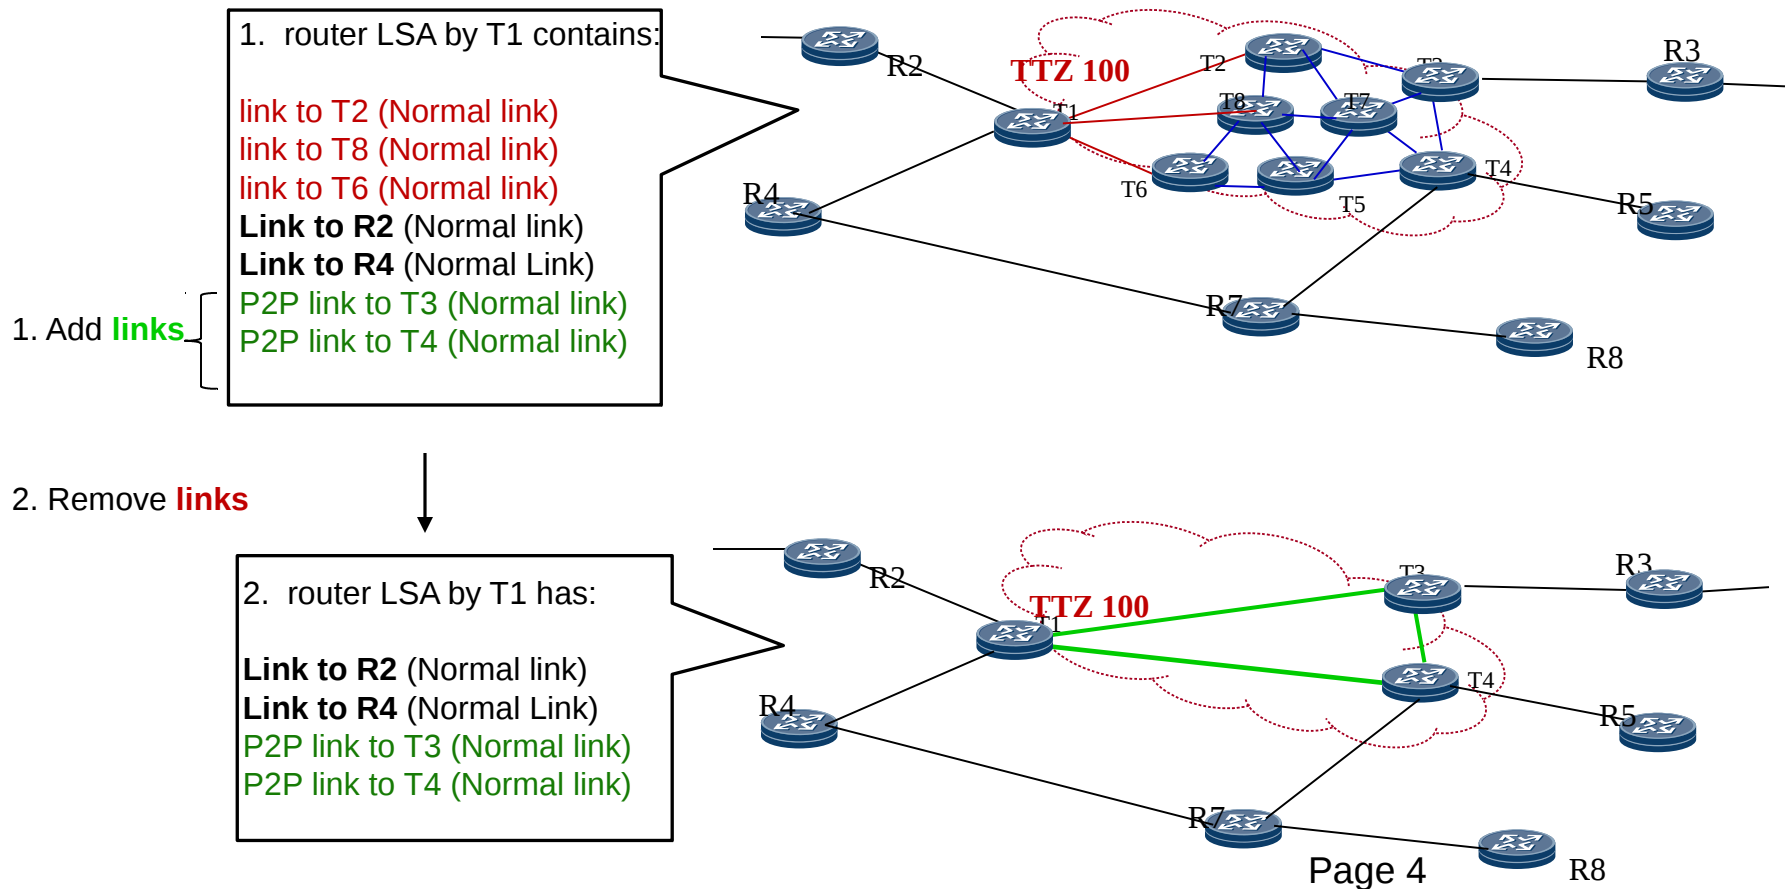 1.  router LSA by T1 contains:
link to T2 (Normal link)
link to T8 (Normal link)
link to T6 (Normal link)
Link to R2 (Normal link)
Link to R4 (Normal Link)
P2P link to T3 (Normal link)
P2P link to T4 (Normal link)
1. Add links
R2
TTZ 100
T1
T2
T3
R3
T8
T7
T6
T5
T4
R4
R5
R7
R8
2. Remove links
2.  router LSA by T1 has:
Link to R2 (Normal link)
Link to R4 (Normal Link)
P2P link to T3 (Normal link)
P2P link to T4 (Normal link)
R2
TTZ 100
T1
T3
R3
T4
R4
R5
R7
R8
Page 4